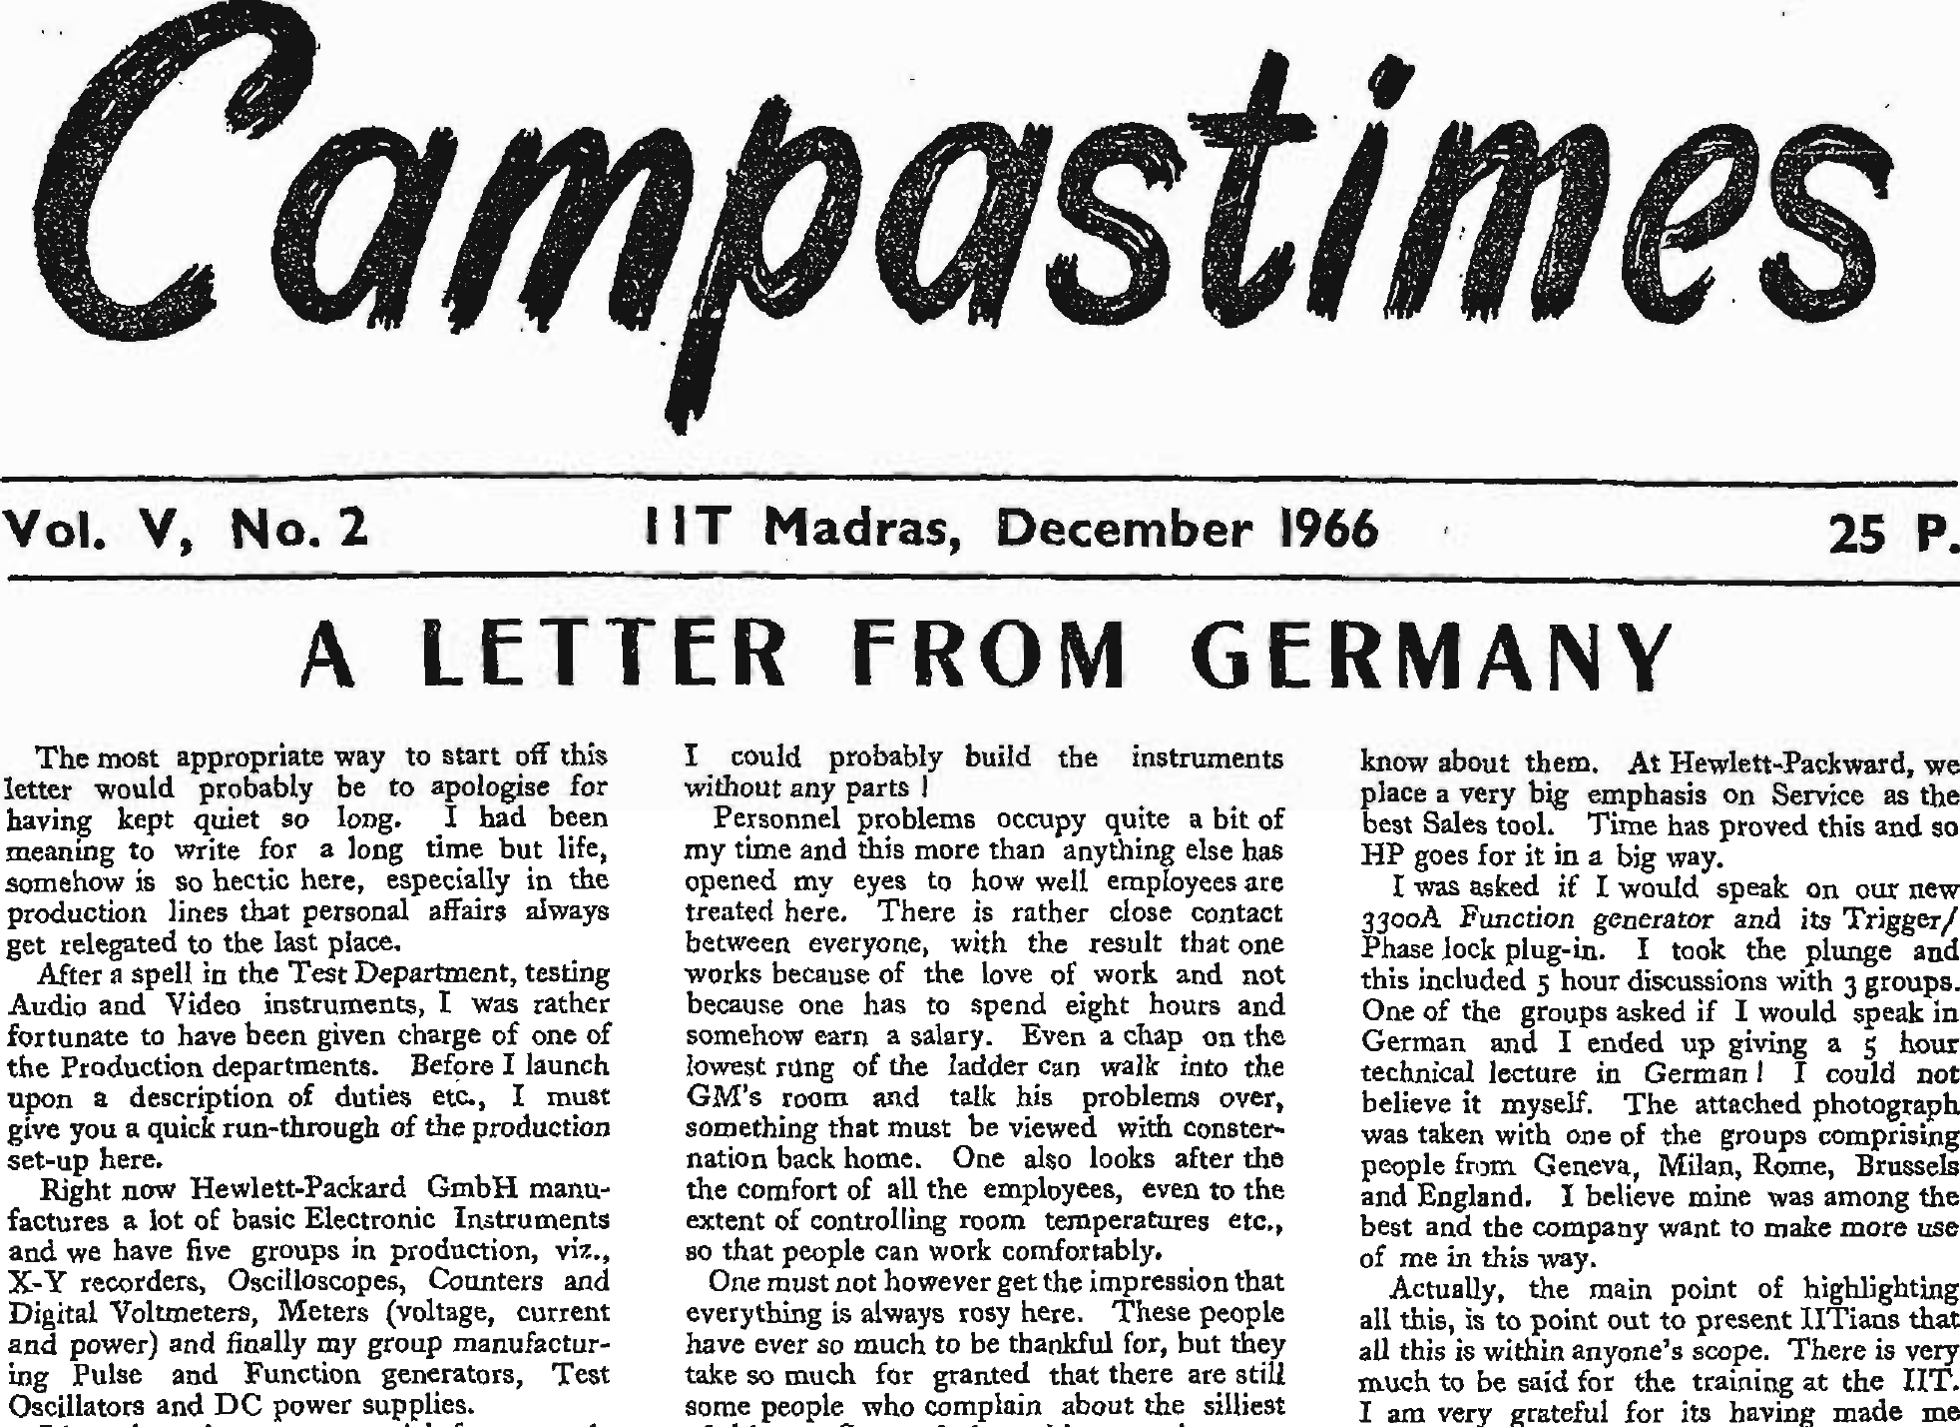 Campastimes
Vol. V, No. 2 IIT Madras, December 1966 25 P.
A LETTER FROM GERMANY
The most appropriate way to start off this
letter would probably be to apologise for
having kept quiet so long. I had been
meaning to write for a long time but life,
somehow is so hectic here, especially in the
production lines that personal affairs always
get relegated to the last place.
After a spell in the Test Department, testing
Audio and Video instruments, I was rather
fortunate to have been given charge of one of
the Production departments. Before I launch
upon a description of duties etc., I must
give you a quick run-through of the production
set-up here.
Right now Hewlett-Packard GmbH manu-
factures a lot of basic Electronic Instruments
and we have five groups in production, viz.,
X-Y recorders, Oscilloscopes, Counters and
Digital Voltmeters, Meters (voltage, current
and power) and finally my group manufactur-
ing Pulse and Function generators, Test
Oscillators and DC power supplies.
I could probably build the instruments
without any parts !
Personnel problems occupy quite a bit of
my time and this more than anything else has
opened my eyes to how well employees are
treated here. There is rather close contact
between everyone, with the result that one
works because of the love of work and not
because one has to spend eight hours and
somehow earn a salary. Even a chap on the
lowest rung of the ladder can walk into the
GM's room and talk his problems over,
something that must be viewed with conster-
nation back home. One also looks after the
the comfort of all the employees, even to the
extent of controlling room temperatures etc.,
so that people can work comfortably.
One must not however get the impression that
everything is always rosy here. These people
have ever so much to be thankful for, but they
take so much for granted that there are still
some people who complain about the silliest
know about them. At Hewlett-Packward, we
place a very big emphasis on Service as the
best Sales tool. Time has proved this and so
HP goes for it in a big way.
I was asked if I would speak on our new
3300A Function generator and its Trigger/
Phase lock plug-in. I took the plunge and
this included 5 hour discussions with 3 groups.
One of the groups asked if I would speak in
German and I ended up giving a 5 hour
technical lecture in German ! I could not
believe it myself. The attached photograph
was taken with one of the groups comprising
people from Geneva, Milan, Rome, Brussels
and England. I believe mine was among the
best and the company want to make more use
of me in this way.
Actually, the main point of highlighting
all this, is to point out to present IITians that
all this is within anyone's scope. There is very
much to be said for the training at the IIT.
I am very grateful for its having made me